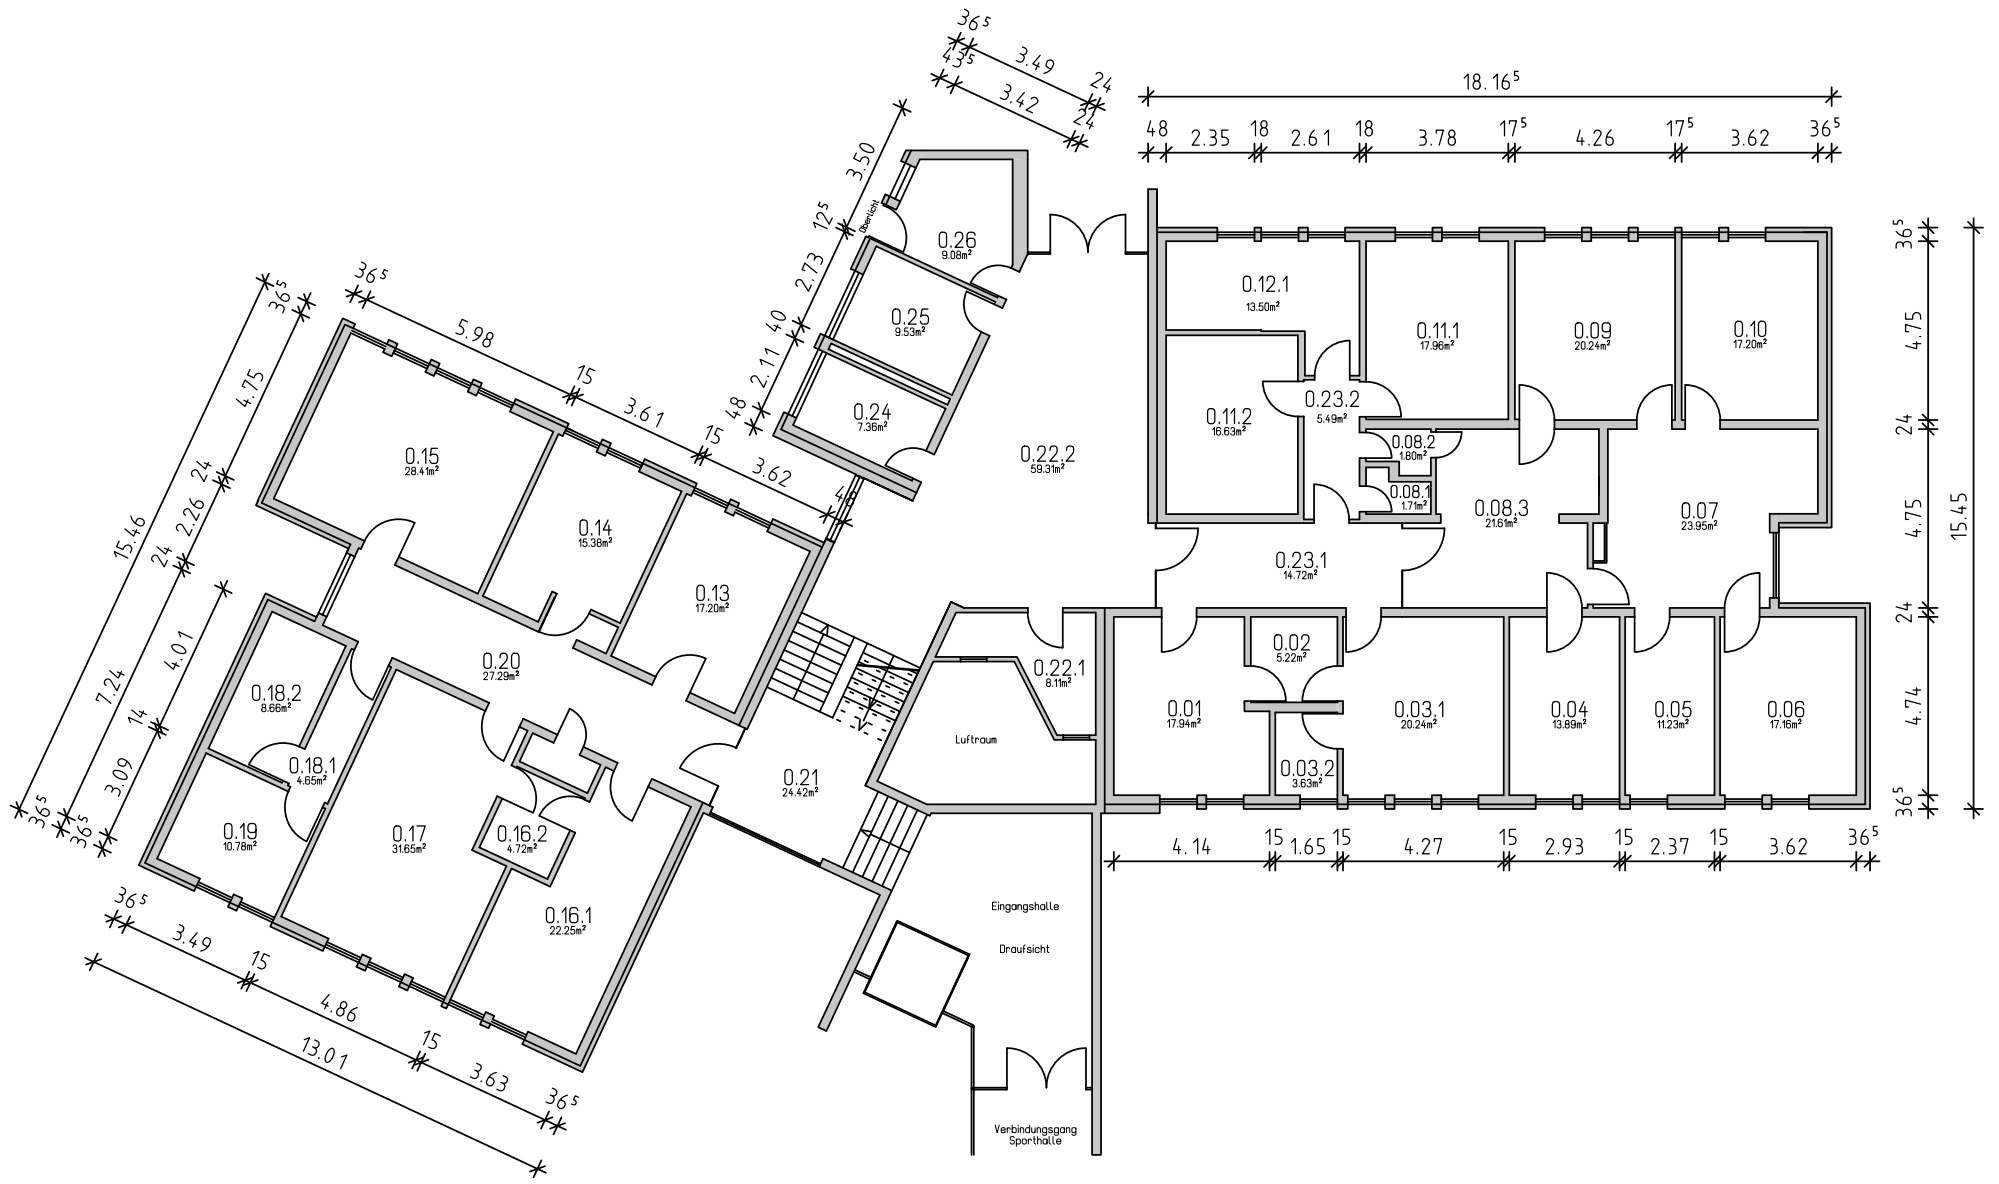 36⁵
3.49
24
43⁵
3.42
24
18.16⁵
48
2.35
18
2.61
18
3.78
17⁵
4.26
17⁵
3.62
36⁵
3.50
12⁵
2.73
40
2.11
48
Oberlicht
0.26
9.08m²
0.25
9.53m²
0.24
7.36m²
0.22.2
59.31m²
0.12.1
13.50m²
0.11.1
17.96m²
0.09
20.24m²
0.10
17.20m²
0.11.2
16.63m²
0.23.2
5.49m²
0.08.2
1.80m²
0.08.1
1.71m²
0.08.3
21.61m²
0.07
23.95m²
0.23.1
14.72m²
36⁵
4.75
24
4.75
24
4.74
36⁵
15.45
36⁵
5.98
15
3.61
15
3.62
48
36⁵
4.75
24
2.26
24
15.46
7.24
4.01
14
3.09
36⁵
36⁵
36⁵
0.15
28.41m²
0.14
15.38m²
0.13
17.20m²
0.20
27.29m²
0.18.2
8.66m²
0.18.1
4.65m²
0.19
10.78m²
0.17
31.65m²
0.16.2
4.72m²
0.16.1
22.25m²
0.21
24.42m²
0.22.1
8.11m²
Luftraum
0.01
17.94m²
0.02
5.22m²
0.03.2
3.63m²
0.03.1
20.24m²
0.04
13.89m²
0.05
11.23m²
0.06
17.16m²
4.14
15
1.65
15
4.27
15
2.93
15
2.37
15
3.62
36⁵
36⁵
3.49
15
4.86
15
3.63
36⁵
13.01
Eingangshalle
Draufsicht
Verbindungsgang
Sporthalle